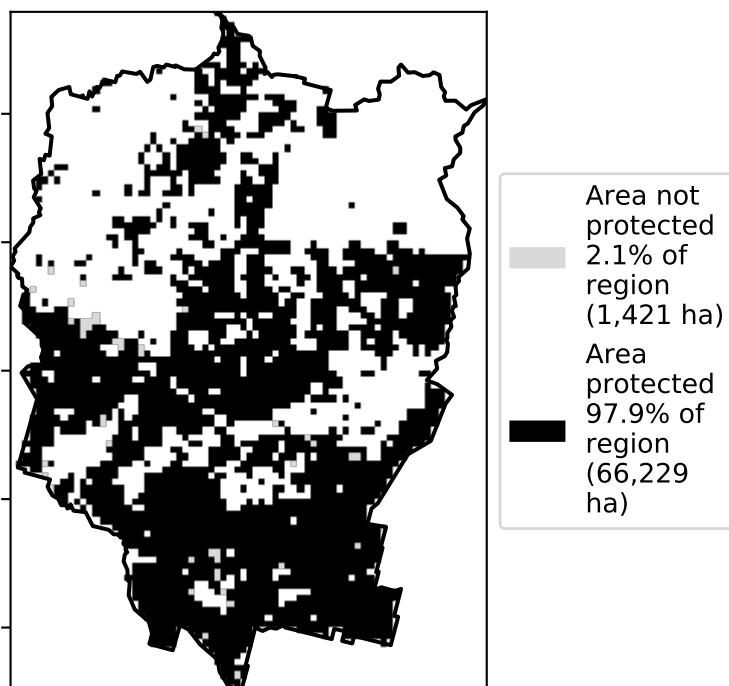 Area not
protected
2.1% of
region
(1,421 ha)
Area
protected
97.9% of
region
(66,229
ha)